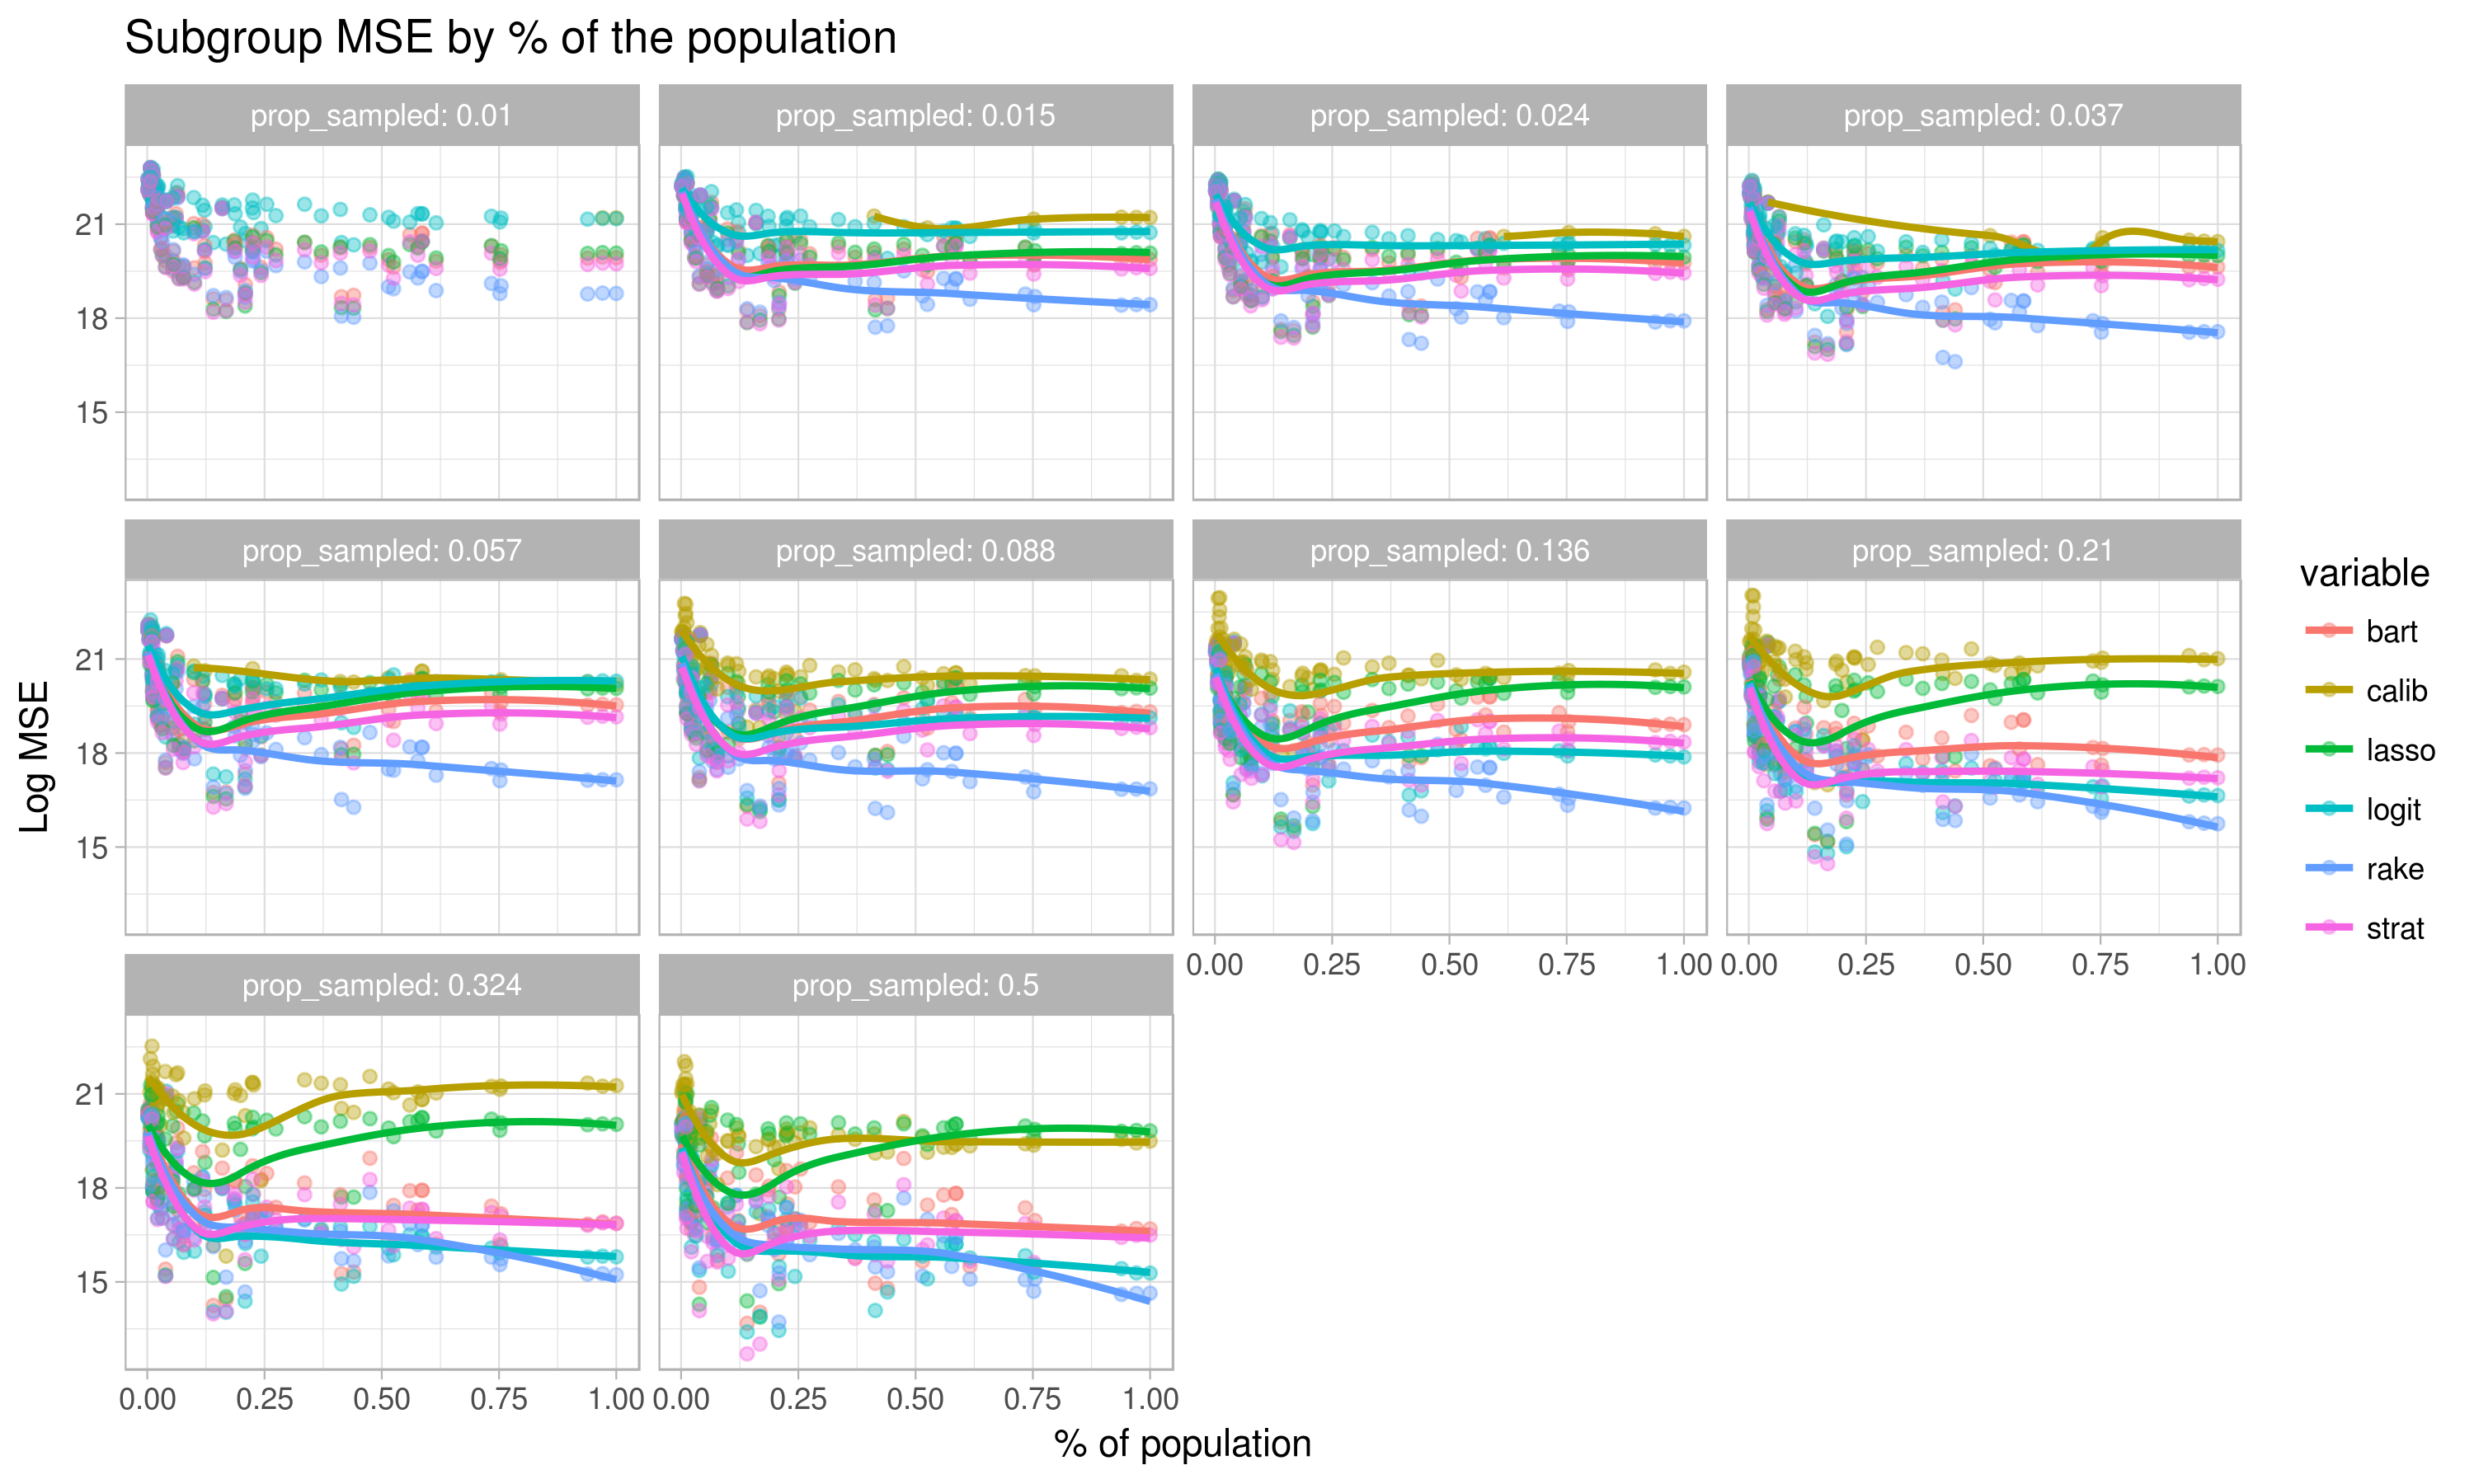 Subgroup MSE by % of the population
prop_sampled: 0.01
prop_sampled: 0.015
prop_sampled: 0.024
prop_sampled: 0.037
21
18
15
prop_sampled: 0.057
prop_sampled: 0.088
prop_sampled: 0.136
prop_sampled: 0.21
21
18
15
0.00 0.25 0.50 0.75 1.00
0.00 0.25 0.50 0.75 1.00
prop_sampled: 0.324
prop_sampled: 0.5
21
18
15
0.00 0.25 0.50 0.75 1.00
0.00 0.25 0.50 0.75 1.00
Log MSE
% of population
variable
bart
calib
lasso
logit
rake
strat